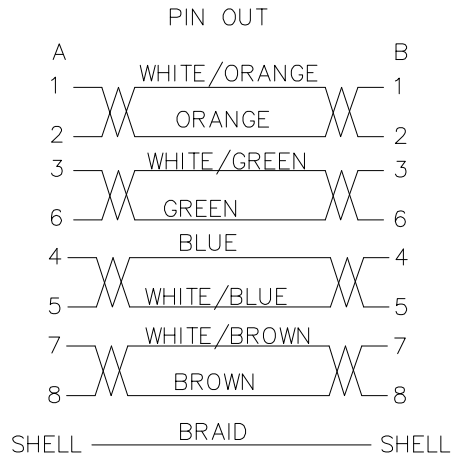 PIN OUT
A B
1 WHITE/ORANGE 1
2 ORANGE 2
3 WHITE/GREEN 3
6 GREEN 6
4 BLUE 4
5 WHITE/BLUE 5
7 WHITE/BROWN 7
8 BROWN 8
SHELL BRAID SHELL